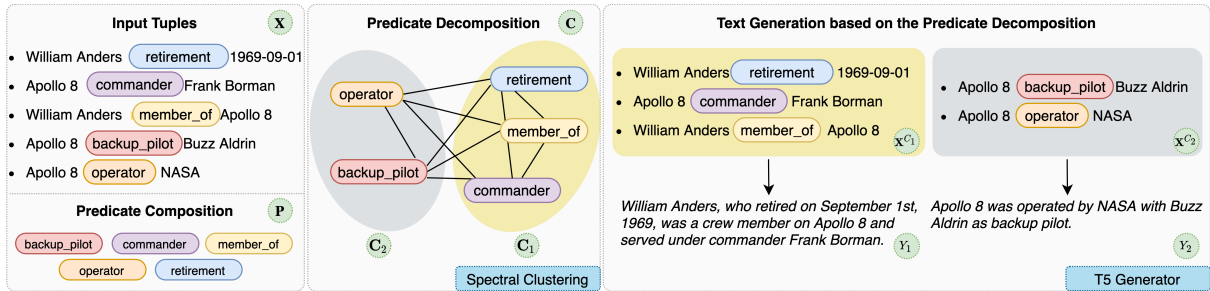 Input Tuples X
• William Anders retirement 1969-09-01
• Apollo 8 commander Frank Borman
• William Anders member_of Apollo 8
• Apollo 8 backup_pilot Buzz Aldrin
• Apollo 8 operator NASA
Predicate Composition P
backup_pilot commander member_of
operator retirement
Predicate Decomposition C
retirement
operator
member_of
backup_pilot
commander
C2 C1
Spectral Clustering
Text Generation based on the Predicate Decomposition
• William Anders retirement 1969-09-01
• Apollo 8 commander Frank Borman
• William Anders member_of Apollo 8
X^C1
• Apollo 8 backup_pilot Buzz Aldrin
• Apollo 8 operator NASA
X^C2
William Anders, who retired on September 1st,
1969, was a crew member on Apollo 8 and
served under commander Frank Borman.
Y1
Apollo 8 was operated by NASA with Buzz
Aldrin as backup pilot.
Y2
T5 Generator